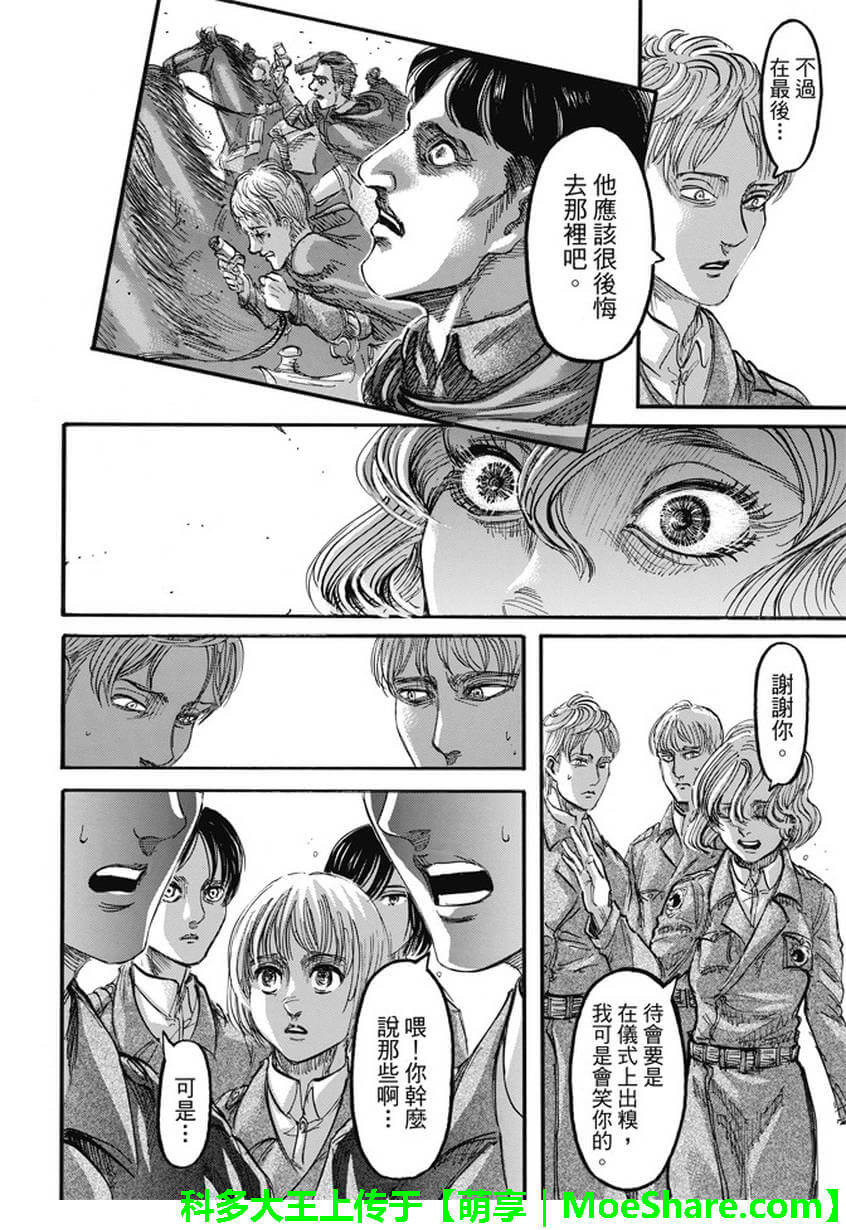 不過
在最後…
他應該很後悔
去那裡吧。
謝謝你。
待會要是
在儀式上出糗，
我可是會笑你的。
喂！你幹麼
說那些啊…
可是…
科多大王上传于【萌享 | MoeShare.com】